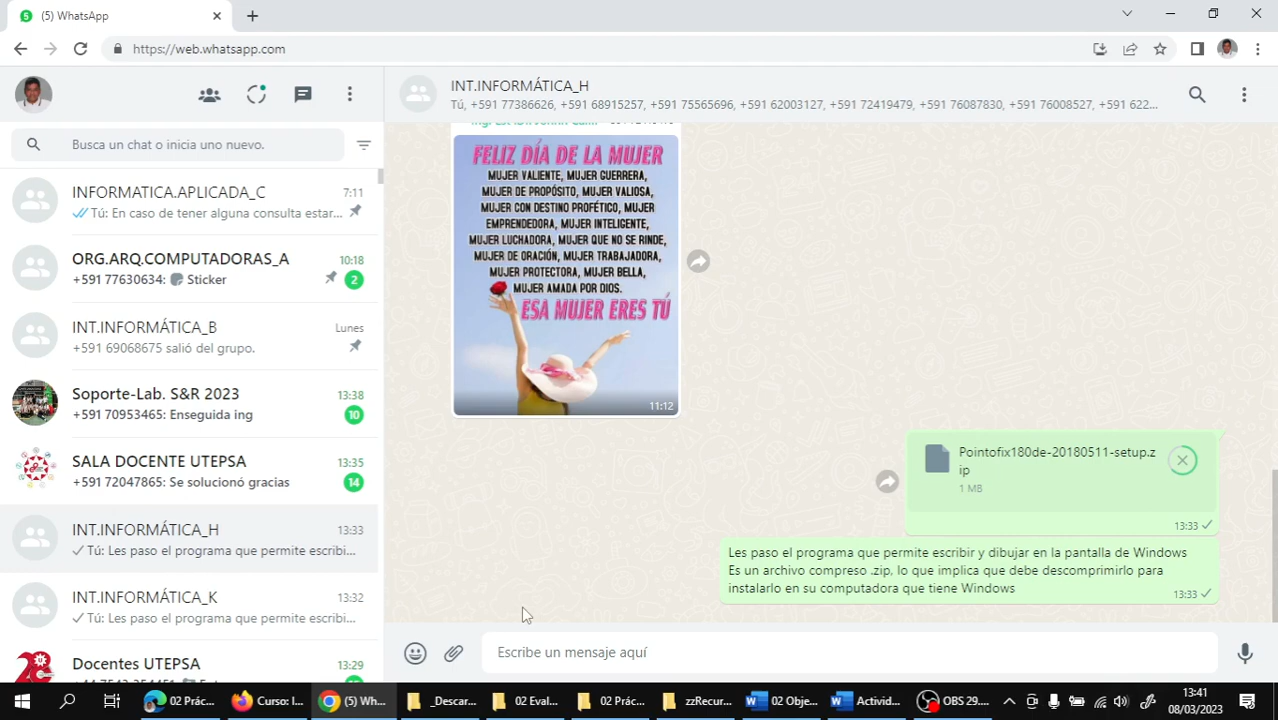 (5) WhatsApp
https://web.whatsapp.com
INT.INFORMÁTICA_H
Tú, +591 77386626, +591 68915257, +591 75565696, +591 62003127, +591 72419479, +591 76087830, +591 76008527, +591 622...
Busca un chat o inicia uno nuevo.
INFORMATICA.APLICADA_C
7:11
Tú: En caso de tener alguna consulta estar...
ORG.ARQ.COMPUTADORAS_A
10:18
+591 77630634: Sticker
2
INT.INFORMÁTICA_B
Lunes
+591 69068675 salió del grupo.
Soporte-Lab. S&R 2023
13:38
+591 70953465: Enseguida ing
10
SALA DOCENTE UTEPSA
13:35
+591 72047865: Se solucionó gracias
14
INT.INFORMÁTICA_H
13:33
Tú: Les paso el programa que permite escribi...
INT.INFORMÁTICA_K
13:32
Tú: Les paso el programa que permite escribi...
Docentes UTEPSA
13:29
FELIZ DÍA DE LA MUJER
MUJER VALIENTE, MUJER GUERRERA,
MUJER DE PROPÓSITO, MUJER VALIOSA,
MUJER CON DESTINO PROFÉTICO, MUJER
EMPRENDEDORA, MUJER INTELIGENTE,
MUJER LUCHADORA, MUJER QUE NO SE RINDE,
MUJER DE ORACIÓN, MUJER TRABAJADORA,
MUJER PROTECTORA, MUJER BELLA,
MUJER AMADA POR DIOS.
ESA MUJER ERES TÚ
11:12
Pointofix180de-20180511-setup.z
ip
1 MB
13:33
Les paso el programa que permite escribir y dibujar en la pantalla de Windows
Es un archivo compreso .zip, lo que implica que debe descomprimirlo para
instalarlo en su computadora que tiene Windows
13:33
Escribe un mensaje aquí
02 Prác...
Curso: I...
(5) Wh...
_Descar...
02 Eval...
02 Prác...
zzRecur...
02 Obje...
Activid...
OBS 29....
13:41
08/03/2023